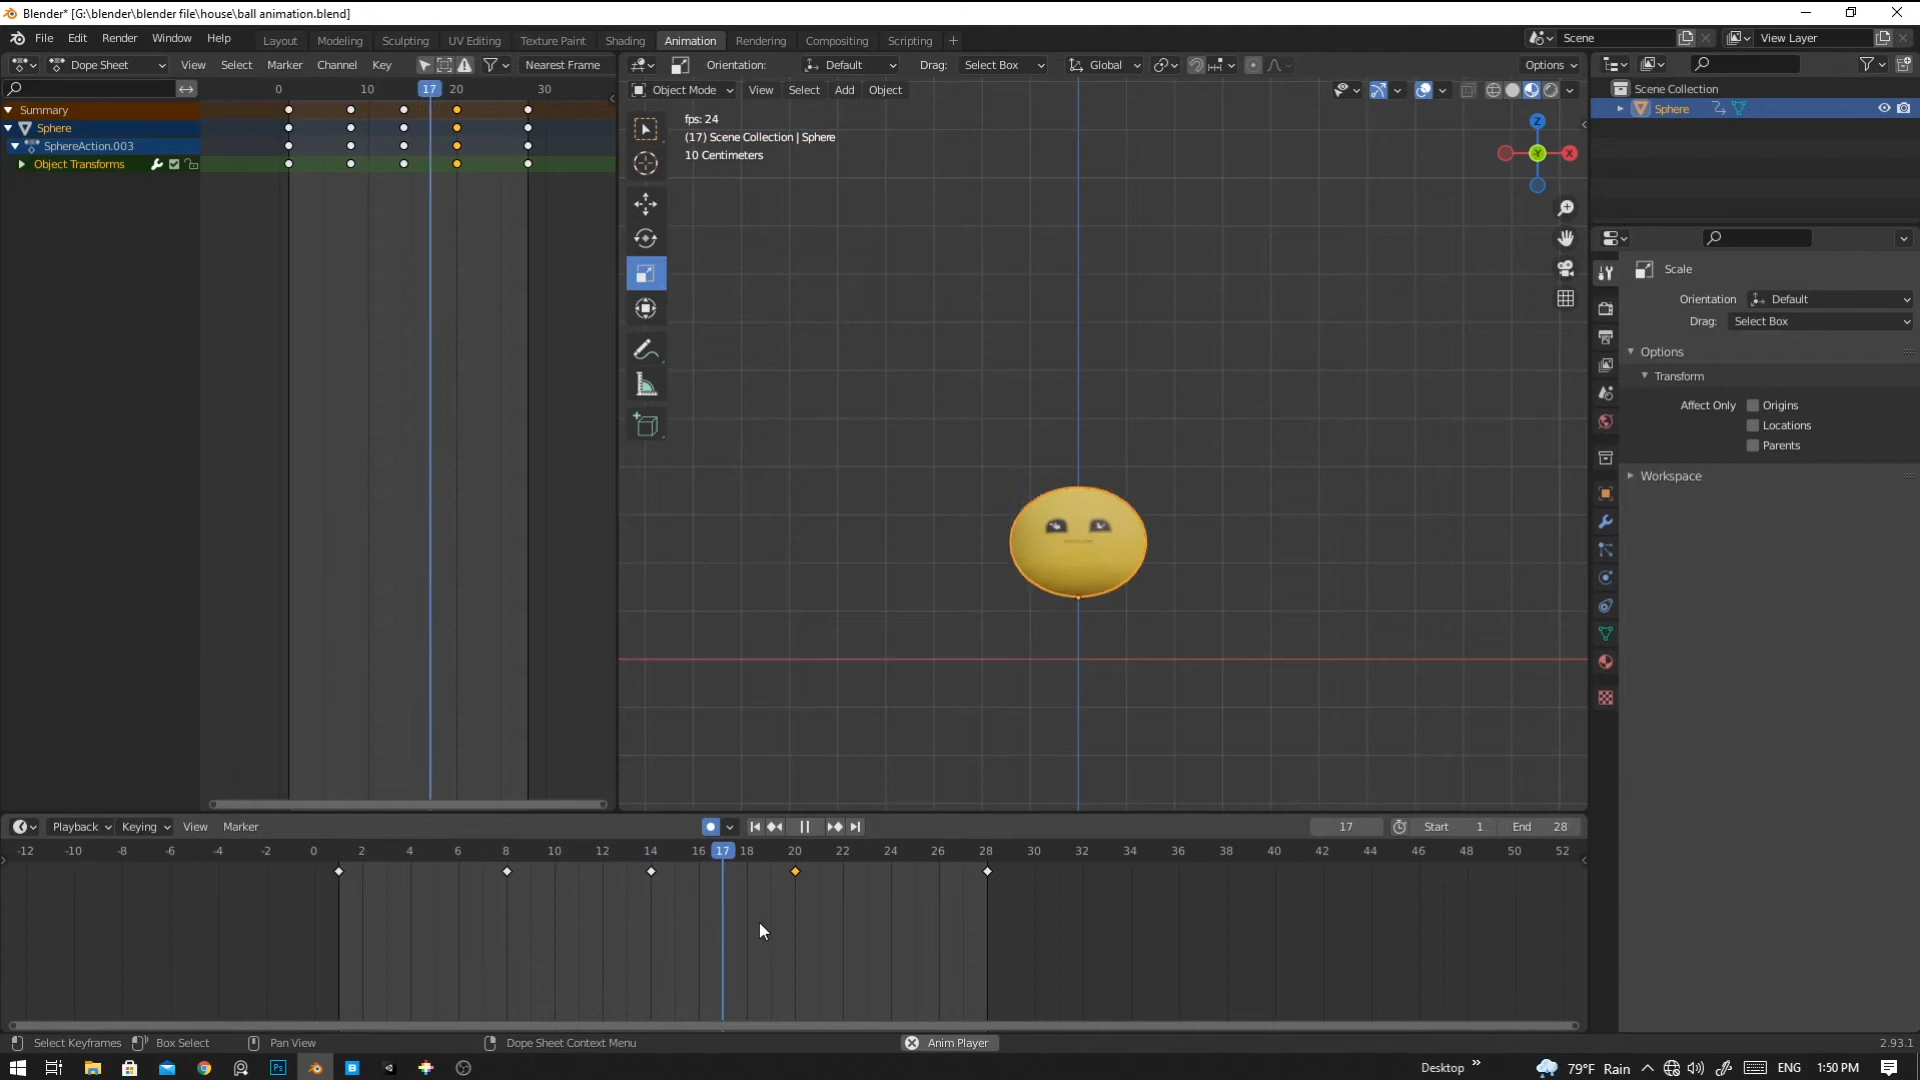 Blender* [G:\blender\blender file\house\ball animation.blend]
File Edit Render Window Help Layout Modeling Sculpting UV Editing Texture Paint Shading Animation Rendering Compositing Scripting + Scene View Layer
Dope Sheet View Select Marker Channel Key Nearest Frame Orientation: Default Drag: Select Box Global Options
0 10 17 20 30
Object Mode View Select Add Object
Scene Collection
Sphere
Summary
Sphere
SphereAction.003
Object Transforms
fps: 24
(17) Scene Collection | Sphere
10 Centimeters
Z
Y
X
Scale
Orientation Default
Drag: Select Box
Options
Transform
Affect Only Origins
Locations
Parents
Workspace
Playback Keying View Marker 17 Start 1 End 28
-12 -10 -8 -6 -4 -2 0 2 4 6 8 10 12 14 16 17 18 20 22 24 26 28 30 32 34 36 38 40 42 44 46 48 50 52
Select Keyframes Box Select Pan View Dope Sheet Context Menu Anim Player 2.93.1
Ps B Desktop 79°F Rain ENG 1:50 PM